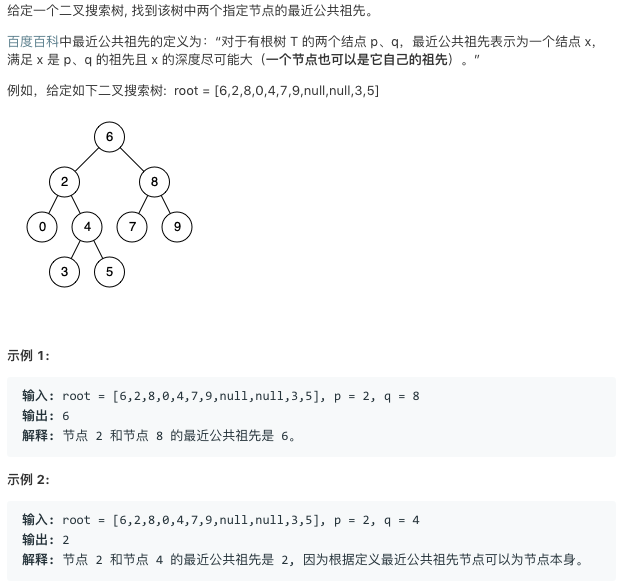 给定一个二叉搜索树, 找到该树中两个指定节点的最近公共祖先。
百度百科中最近公共祖先的定义为：“对于有根树 T 的两个结点 p、q，最近公共祖先表示为一个结点 x，
满足 x 是 p、q 的祖先且 x 的深度尽可能大（一个节点也可以是它自己的祖先）。”
例如，给定如下二叉搜索树:  root = [6,2,8,0,4,7,9,null,null,3,5]
6
2 8
0 4 7 9
3 5
示例 1:
输入: root = [6,2,8,0,4,7,9,null,null,3,5], p = 2, q = 8
输出: 6
解释: 节点 2 和节点 8 的最近公共祖先是 6。
示例 2:
输入: root = [6,2,8,0,4,7,9,null,null,3,5], p = 2, q = 4
输出: 2
解释: 节点 2 和节点 4 的最近公共祖先是 2, 因为根据定义最近公共祖先节点可以为节点本身。